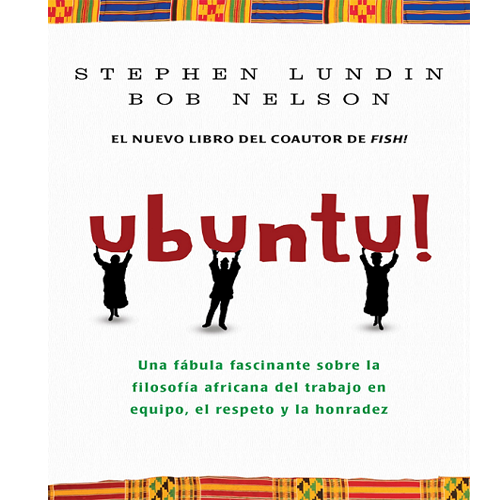 STEPHEN LUNDIN
BOB NELSON
EL NUEVO LIBRO DEL COAUTOR DE FISH!
ubuntu!
Una fábula fascinante sobre la
filosofía africana del trabajo en
equipo, el respeto y la honradez